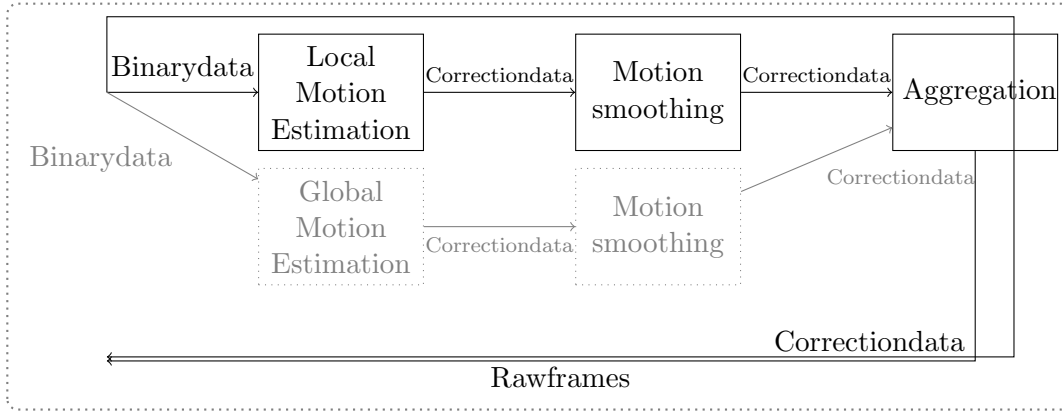 Binarydata
Local
Motion
Estimation
Correctiondata
Motion
smoothing
Correctiondata
Aggregation
Binarydata
Global
Motion
Estimation
Correctiondata
Motion
smoothing
Correctiondata
Correctiondata
Rawframes